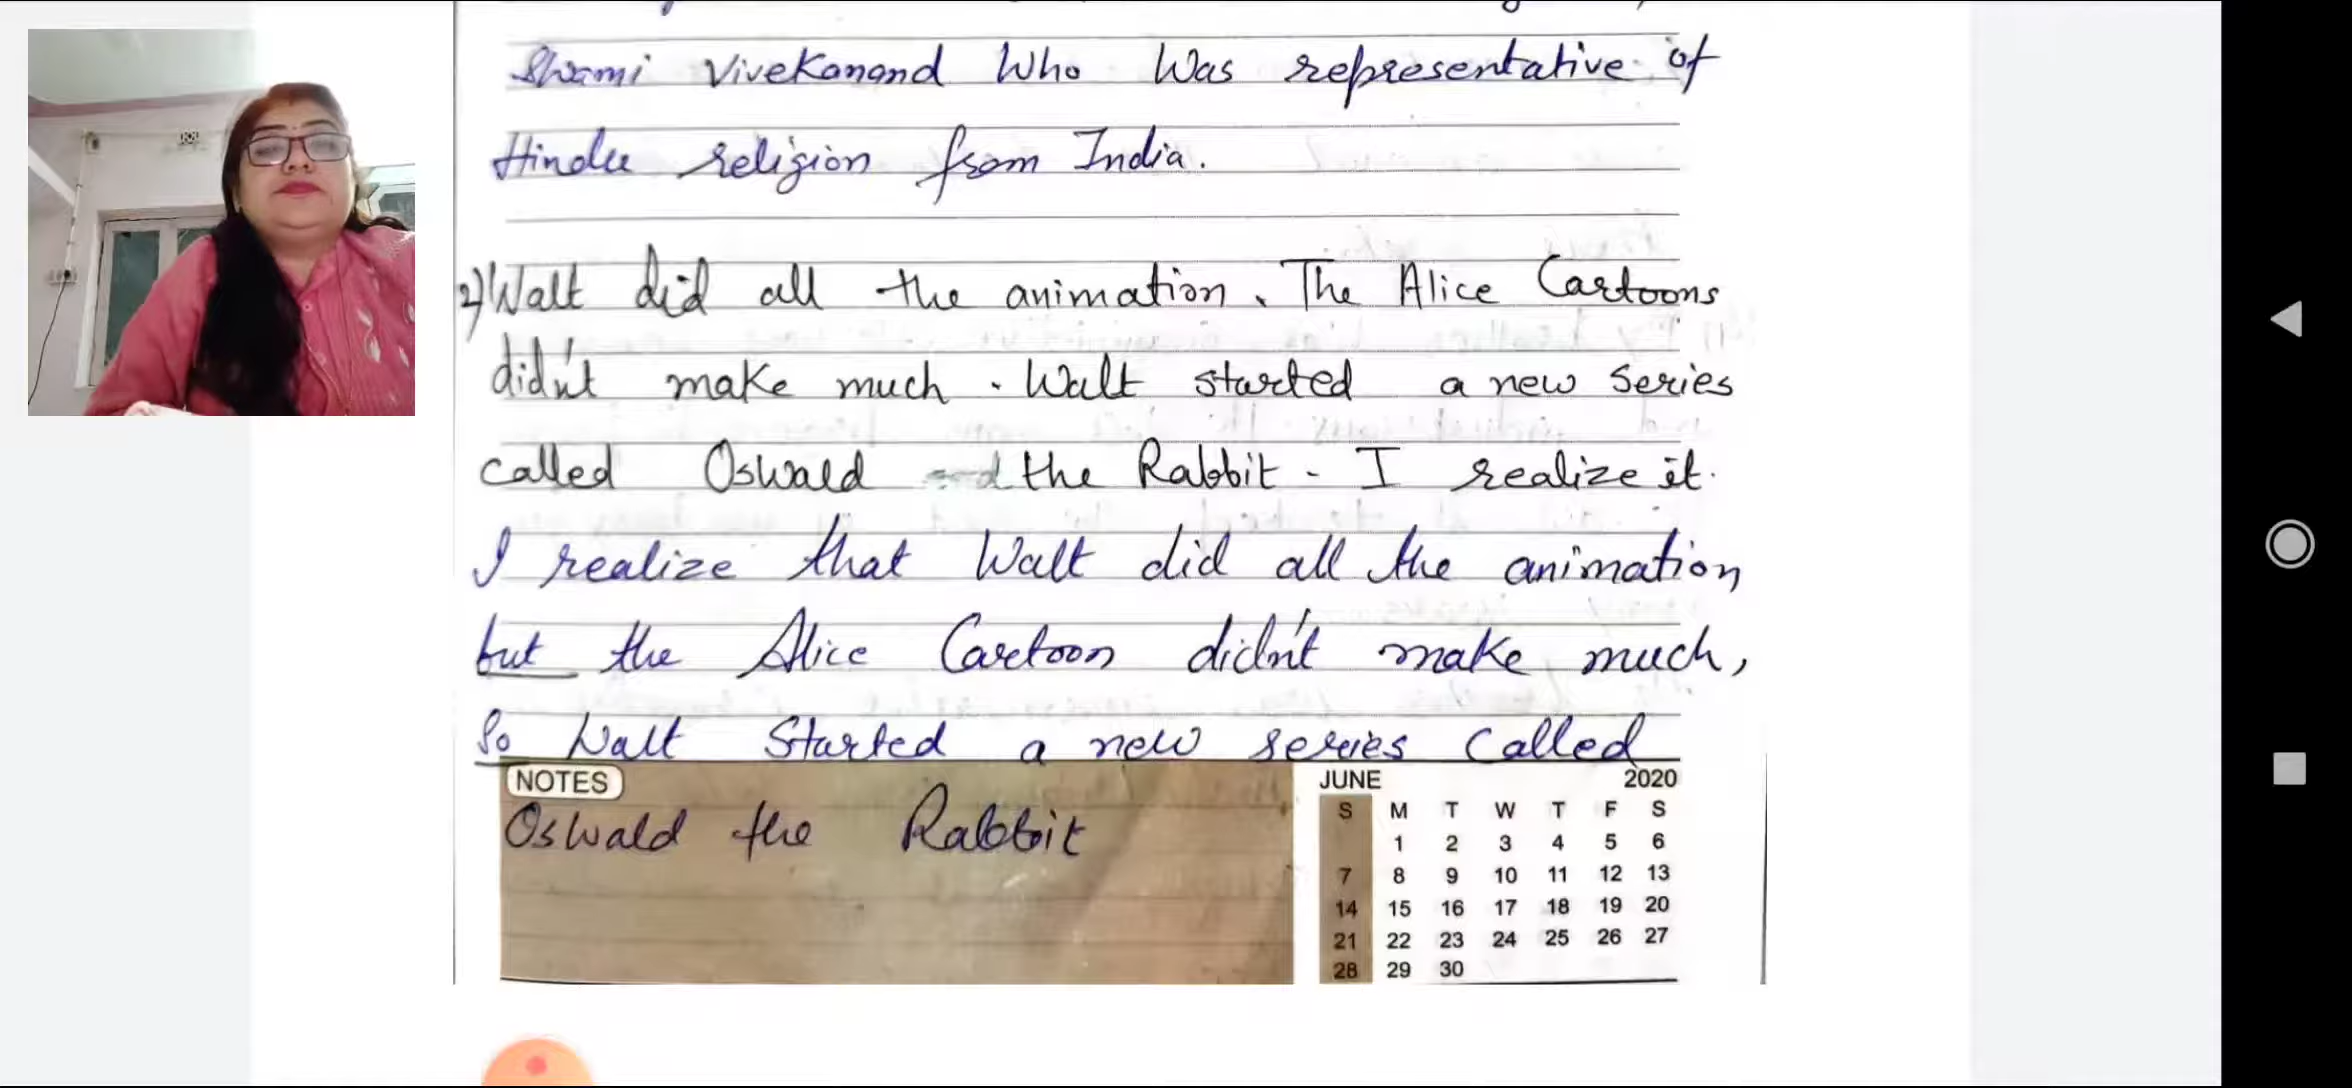 Swami Vivekanand Who Was representative of
Hindu religion from India.
2) Walt did all the animation. The Alice Cartoons
didn't make much. Walt started a new series
called Oswald the Rabbit - I realize it.
I realize that Walt did all the animation
but the Alice Cartoon didn't make much,
So Walt Started a new series called
NOTES
Oswald the Rabbit
JUNE 2020
S M T W T F S
1 2 3 4 5 6
7 8 9 10 11 12 13
14 15 16 17 18 19 20
21 22 23 24 25 26 27
28 29 30